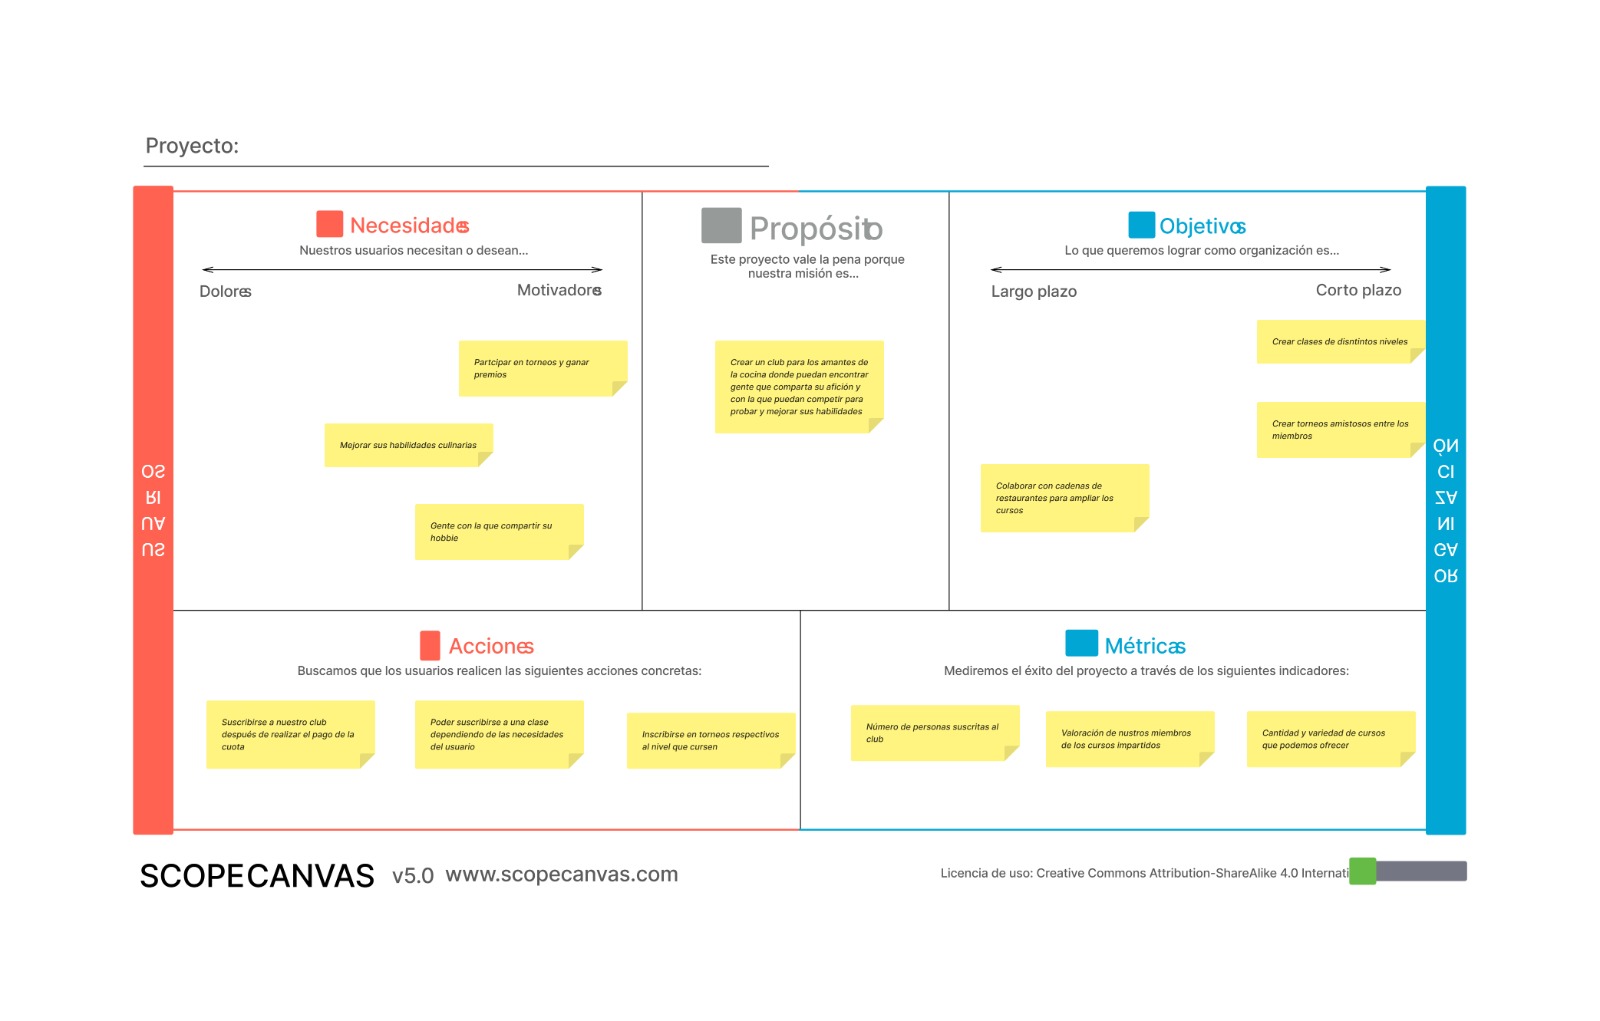 Proyecto:
Necesidades
Nuestros usuarios necesitan o desean...
Dolores
Motivadores
Partcipar en torneos y ganar
premios
Mejorar sus habilidades culinarias
Gente con la que compartir su
hobbie
Propósito
Este proyecto vale la pena porque
nuestra misión es...
Crear un club para los amantes de
la cocina donde puedan encontrar
gente que comparta su afición y
con la que puedan competir para
probar y mejorar sus habilidades
Objetivos
Lo que queremos lograr como organización es...
Largo plazo
Corto plazo
Crear clases de disntintos niveles
Crear torneos amistosos entre los
miembros
Colaborar con cadenas de
restaurantes para ampliar los
cursos
USUARIOS
ORGANIZACIÓN
Acciones
Buscamos que los usuarios realicen las siguientes acciones concretas:
Suscribirse a nuestro club
después de realizar el pago de la
cuota
Poder suscribirse a una clase
dependiendo de las necesidades
del usuario
Inscribirse en torneos respectivos
al nivel que cursen
Métricas
Mediremos el éxito del proyecto a través de los siguientes indicadores:
Número de personas suscritas al
club
Valoración de nustros miembros
de los cursos impartidos
Cantidad y variedad de cursos
que podemos ofrecer
SCOPECANVAS v5.0 www.scopecanvas.com
Licencia de uso: Creative Commons Attribution-ShareAlike 4.0 Internati